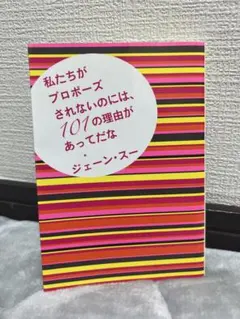 私たちが
プロポーズ
されないのには、
101の理由が
あってだな
・
ジェーン・スー